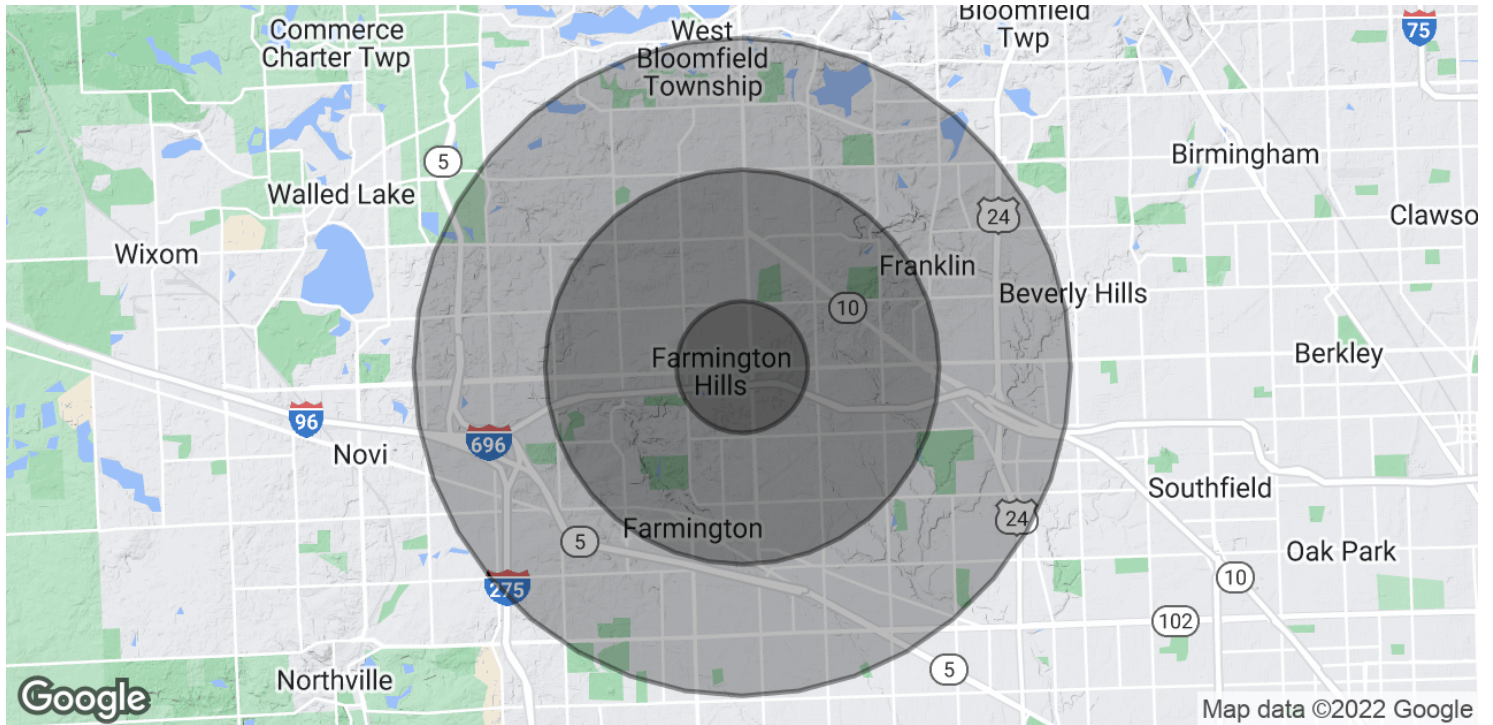 Commerce
Charter Twp
West
Bloomfield
Township
Bloomfield
Twp
75
5
Birmingham
Walled Lake
24
Clawso
Wixom
Franklin
Beverly Hills
10
Farmington
Hills
Berkley
96
696
Novi
Southfield
24
Farmington
5
Oak Park
275
10
102
5
Northville
Google
Map data ©2022 Google